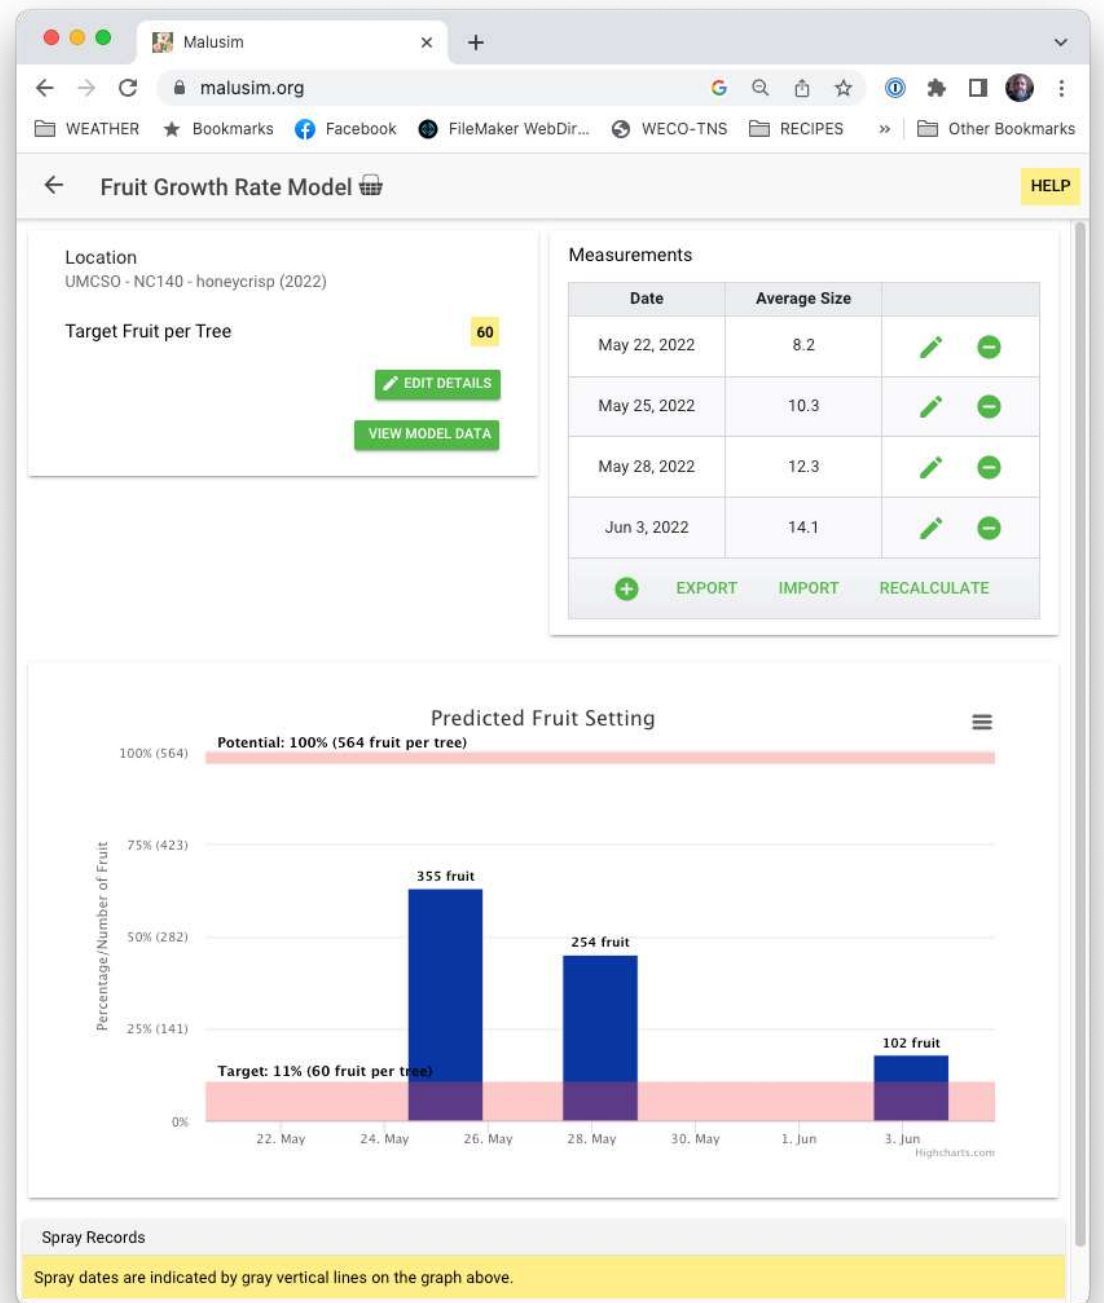 Malusim
malusim.org
WEATHER Bookmarks Facebook FileMaker WebDir... WECO-TNS RECIPES » Other Bookmarks
Fruit Growth Rate Model
HELP
Location
UMCSO - NC140 - honeycrisp (2022)
Target Fruit per Tree 60
EDIT DETAILS
VIEW MODEL DATA
Measurements
Date Average Size
May 22, 2022 8.2
May 25, 2022 10.3
May 28, 2022 12.3
Jun 3, 2022 14.1
EXPORT IMPORT RECALCULATE
Predicted Fruit Setting
Potential: 100% (564 fruit per tree)
100% (564)
75% (423)
50% (282)
25% (141)
0%
Percentage/Number of Fruit
355 fruit
254 fruit
102 fruit
Target: 11% (60 fruit per tree)
22. May 24. May 26. May 28. May 30. May 1. Jun 3. Jun
Highcharts.com
Spray Records
Spray dates are indicated by gray vertical lines on the graph above.